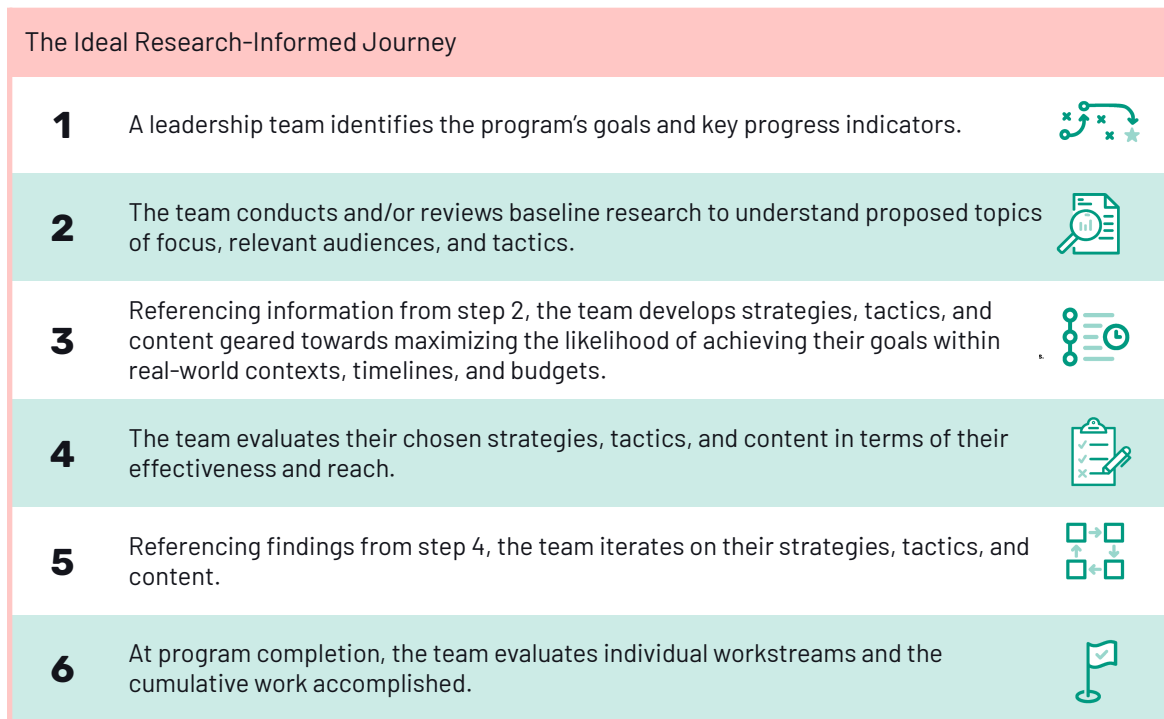 The Ideal Research-Informed Journey
1
A leadership team identifies the program's goals and key progress indicators.
2
The team conducts and/or reviews baseline research to understand proposed topics
of focus, relevant audiences, and tactics.
3
Referencing information from step 2, the team develops strategies, tactics, and
content geared towards maximizing the likelihood of achieving their goals within
real-world contexts, timelines, and budgets.
4
The team evaluates their chosen strategies, tactics, and content in terms of their
effectiveness and reach.
5
Referencing findings from step 4, the team iterates on their strategies, tactics, and
content.
6
At program completion, the team evaluates individual workstreams and the
cumulative work accomplished.